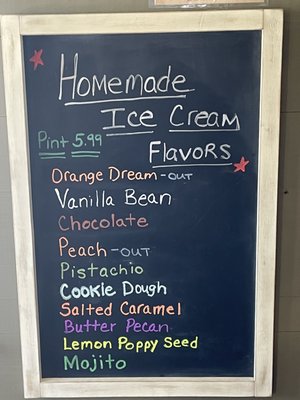 Homemade
Ice Cream
Pint 5.99
Flavors
Orange Dream - OUT
Vanilla Bean
Chocolate
Peach - OUT
Pistachio
Cookie Dough
Salted Caramel
Butter Pecan
Lemon Poppy Seed
Mojito